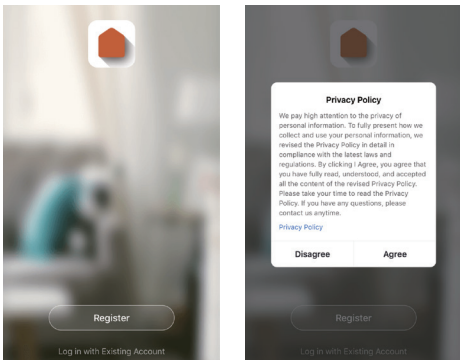 Register
Log in with Existing Account
Privacy Policy
We pay high attention to the privacy of
personal information. To fully present how we
collect and use your personal information, we
revised the Privacy Policy in detail in
compliance with the latest laws and
regulations. By clicking I Agree, you agree that
you have fully read, understood, and accepted
all the content of the revised Privacy Policy.
Please take your time to read the Privacy
Policy. If you have any questions, please
contact us anytime.
Privacy Policy
Disagree Agree
Register
Log in with Existing Account